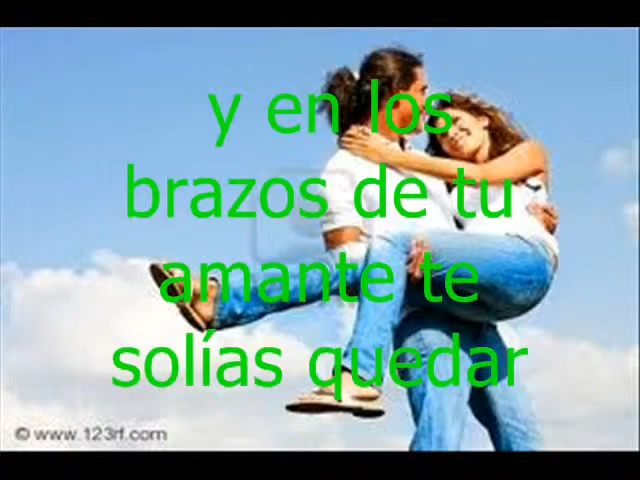 y en los
brazos de tu
amante te
solías quedar
© www.123rf.com